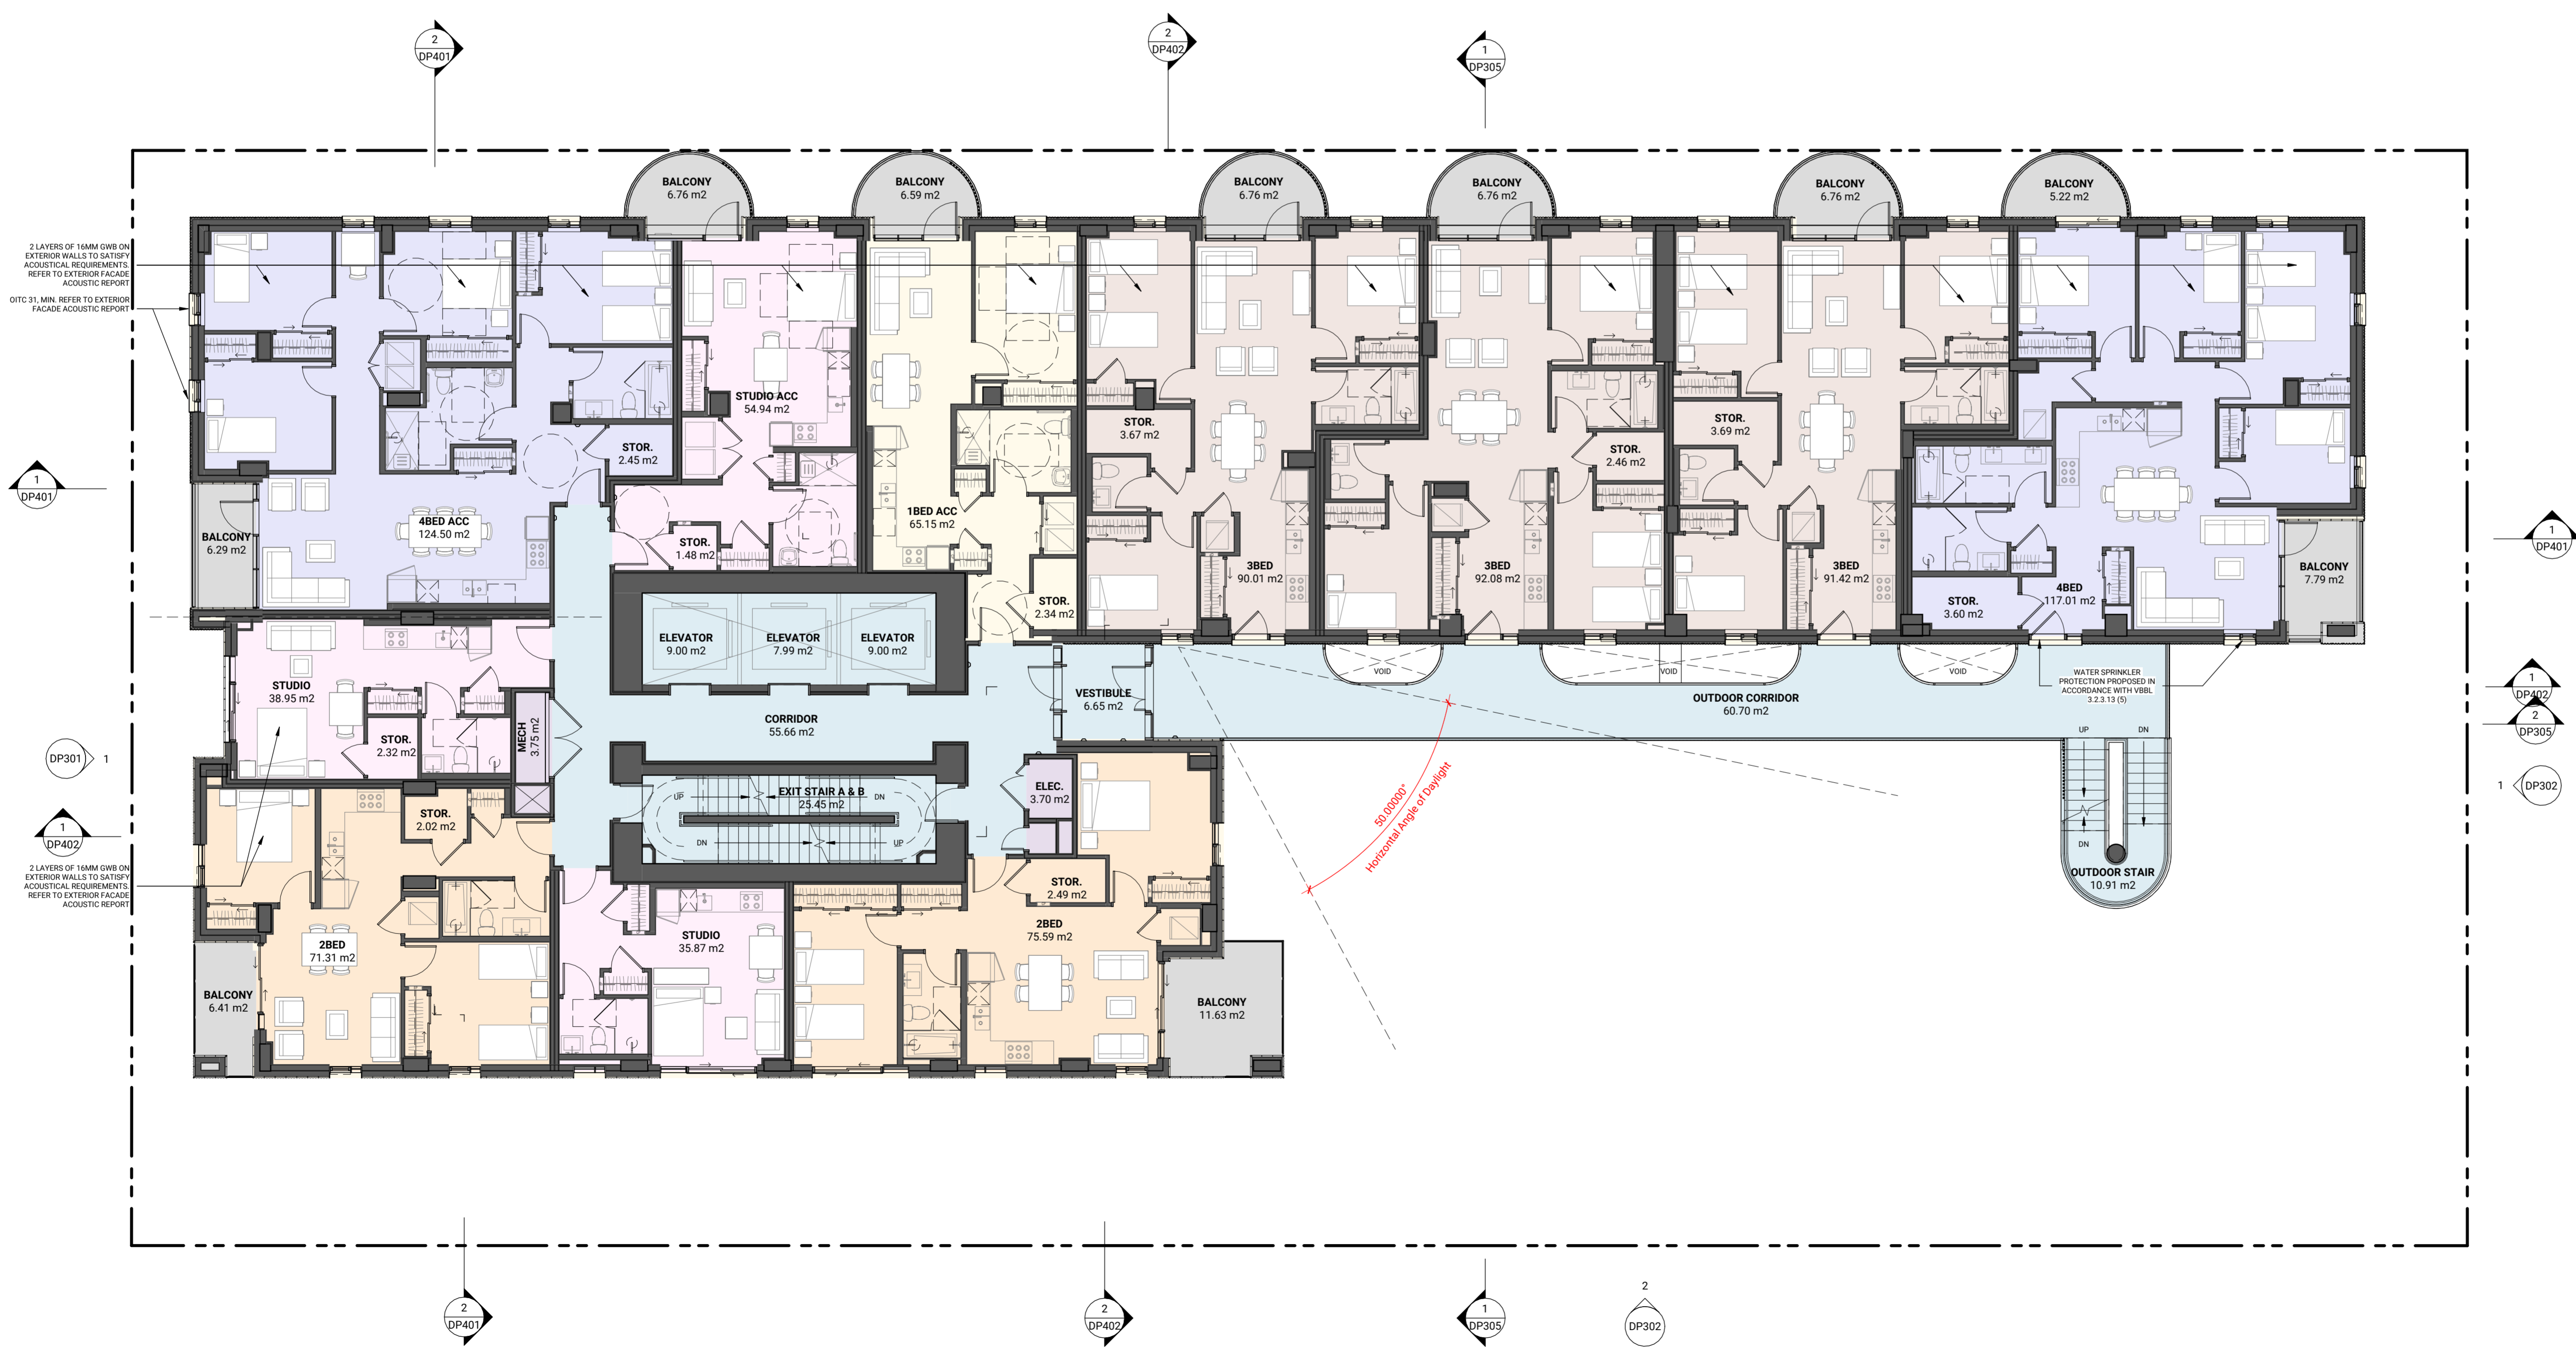 2
DP401
2
DP402
1
DP305
BALCONY
6.76 m2
BALCONY
6.59 m2
BALCONY
6.76 m2
BALCONY
6.76 m2
BALCONY
6.76 m2
BALCONY
5.22 m2
2 LAYERS OF 16MM GWB ON
EXTERIOR WALLS TO SATISFY
ACOUSTICAL REQUIREMENTS.
REFER TO EXTERIOR FACADE
ACOUSTIC REPORT
OITC 31, MIN. REFER TO EXTERIOR
FACADE ACOUSTIC REPORT
STUDIO ACC
54.94 m2
STOR.
2.45 m2
STOR.
3.67 m2
STOR.
2.46 m2
STOR.
3.69 m2
1
DP401
4BED ACC
124.50 m2
BALCONY
6.29 m2
STOR.
1.48 m2
1BED ACC
65.15 m2
3BED
90.01 m2
3BED
92.08 m2
3BED
91.42 m2
4BED
117.01 m2
STOR.
3.60 m2
BALCONY
7.79 m2
1
DP401
STOR.
2.34 m2
ELEVATOR
9.00 m2
ELEVATOR
7.99 m2
ELEVATOR
9.00 m2
STUDIO
38.95 m2
STOR.
2.32 m2
MECH
3.75 m2
CORRIDOR
55.66 m2
VESTIBULE
6.65 m2
VOID
VOID
VOID
OUTDOOR CORRIDOR
60.70 m2
WATER SPRINKLER
PROTECTION PROPOSED IN
ACCORDANCE WITH VBBL
3.2.3.13 (5)
1
DP402
2
DP305
UP
DN
DN
OUTDOOR STAIR
10.91 m2
DP301
1
1
DP302
1
DP402
50.00000°
Horizontal Angle of Daylight
UP
EXIT STAIR A & B
25.45 m2
DN
DN
UP
ELEC.
3.70 m2
STOR.
2.02 m2
2 LAYERS OF 16MM GWB ON
EXTERIOR WALLS TO SATISFY
ACOUSTICAL REQUIREMENTS.
REFER TO EXTERIOR FACADE
ACOUSTIC REPORT
STOR.
2.49 m2
2BED
71.31 m2
STUDIO
35.87 m2
2BED
75.59 m2
BALCONY
6.41 m2
BALCONY
11.63 m2
2
DP401
2
DP402
1
DP305
2
DP302